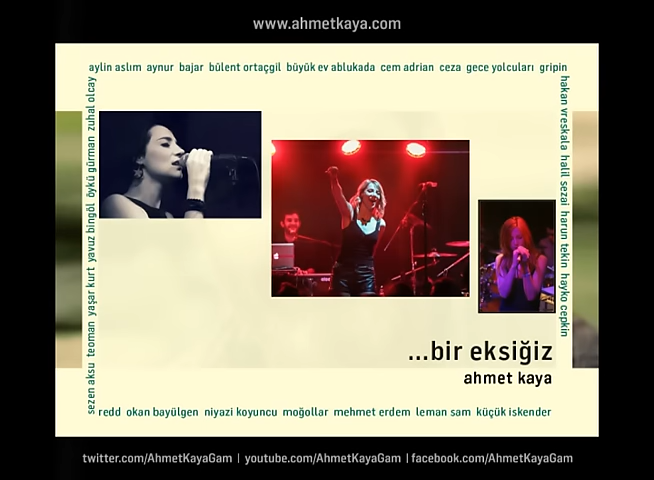 www.ahmetkaya.com
aylin aslım aynur bajar bülent ortaçgil büyük ev ablukada cem adrian ceza gece yolcuları gripin
hakan vreskala halil sezai harun tekin hayko cepkin
sezen aksu teoman yaşar kurt yavuz bingöl öykü gürman zuhal olcay
...bir eksiğiz
ahmet kaya
redd okan bayülgen niyazi koyuncu moğollar mehmet erdem leman sam küçük iskender
twitter.com/AhmetKayaGam | youtube.com/AhmetKayaGam | facebook.com/AhmetKayaGam